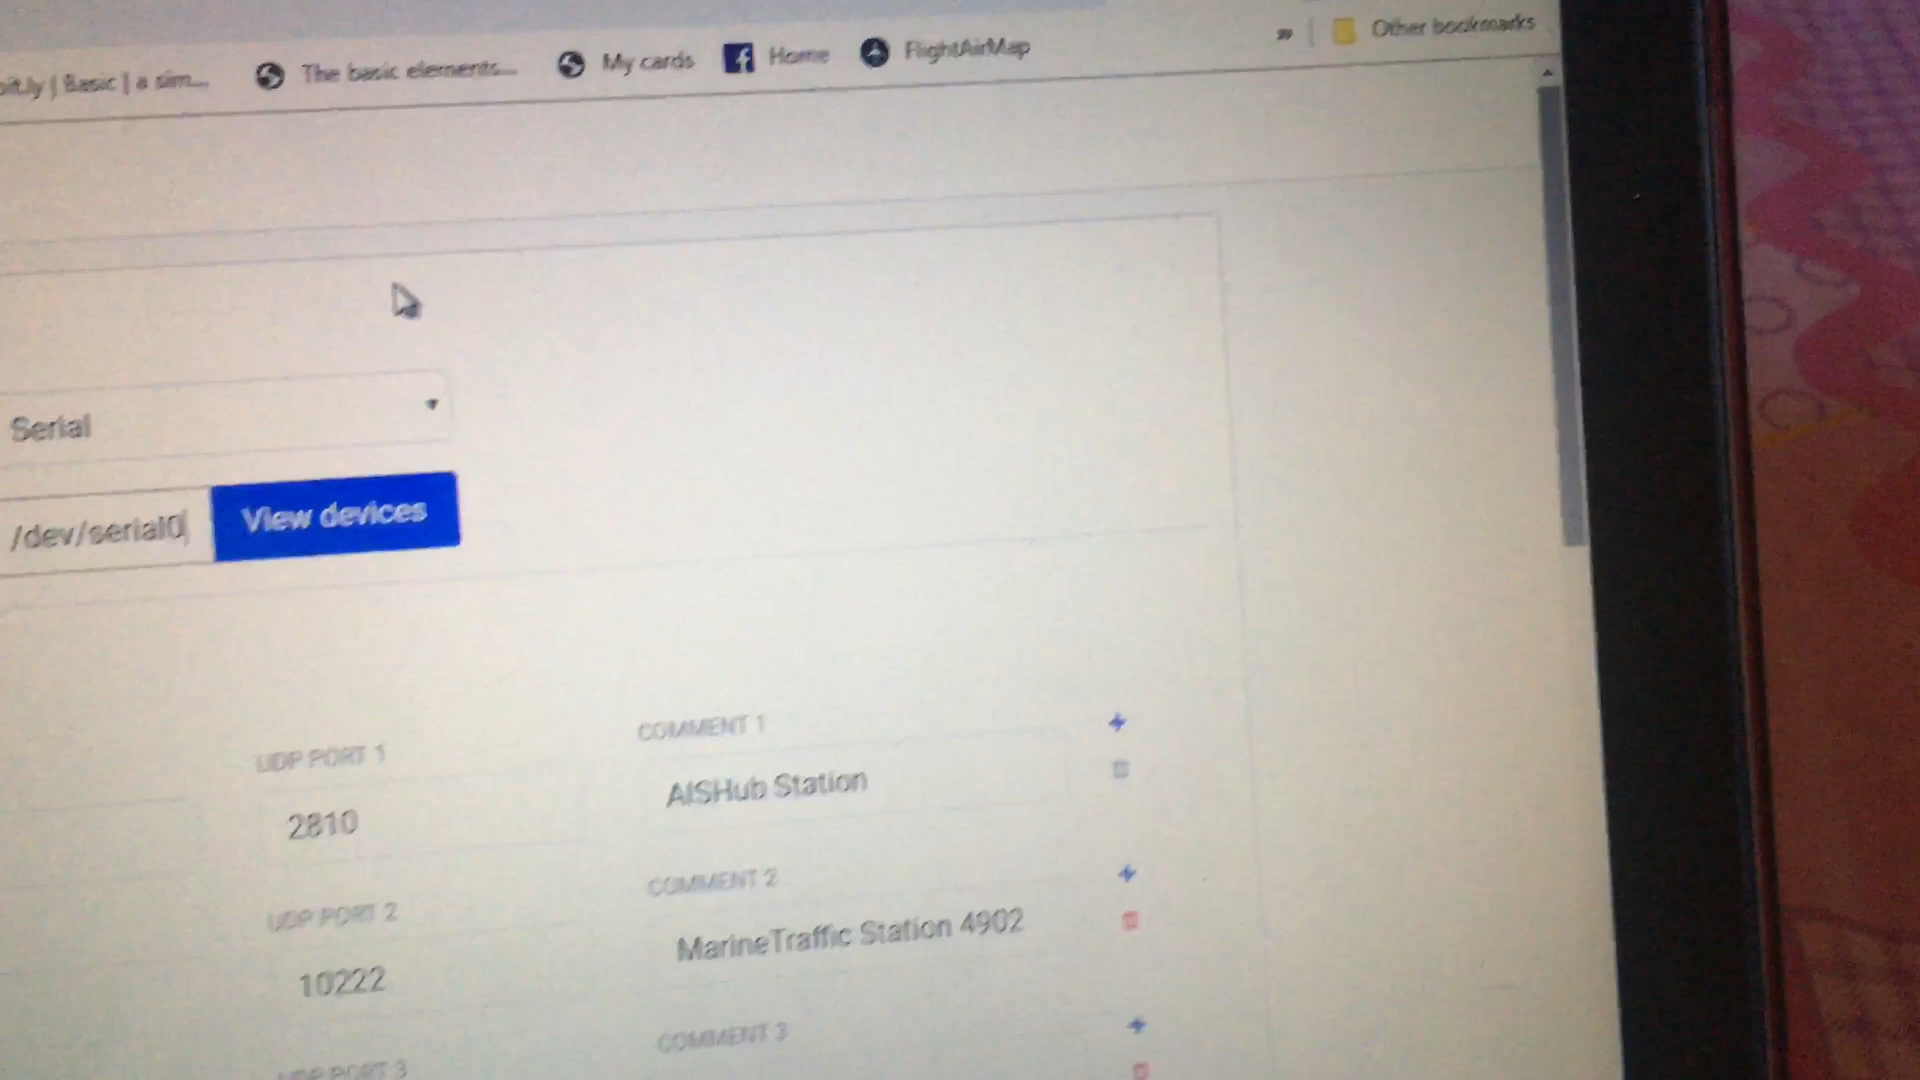 bit.ly | Basic | a sim...
The basic elements...
My cards
Home
FlightAirMap
»
Other bookmarks
Serial
/dev/serial0
View devices
UDP PORT 1
COMMENT 1
2810
AISHub Station
UDP PORT 2
COMMENT 2
10222
MarineTraffic Station 4902
UDP PORT 3
COMMENT 3